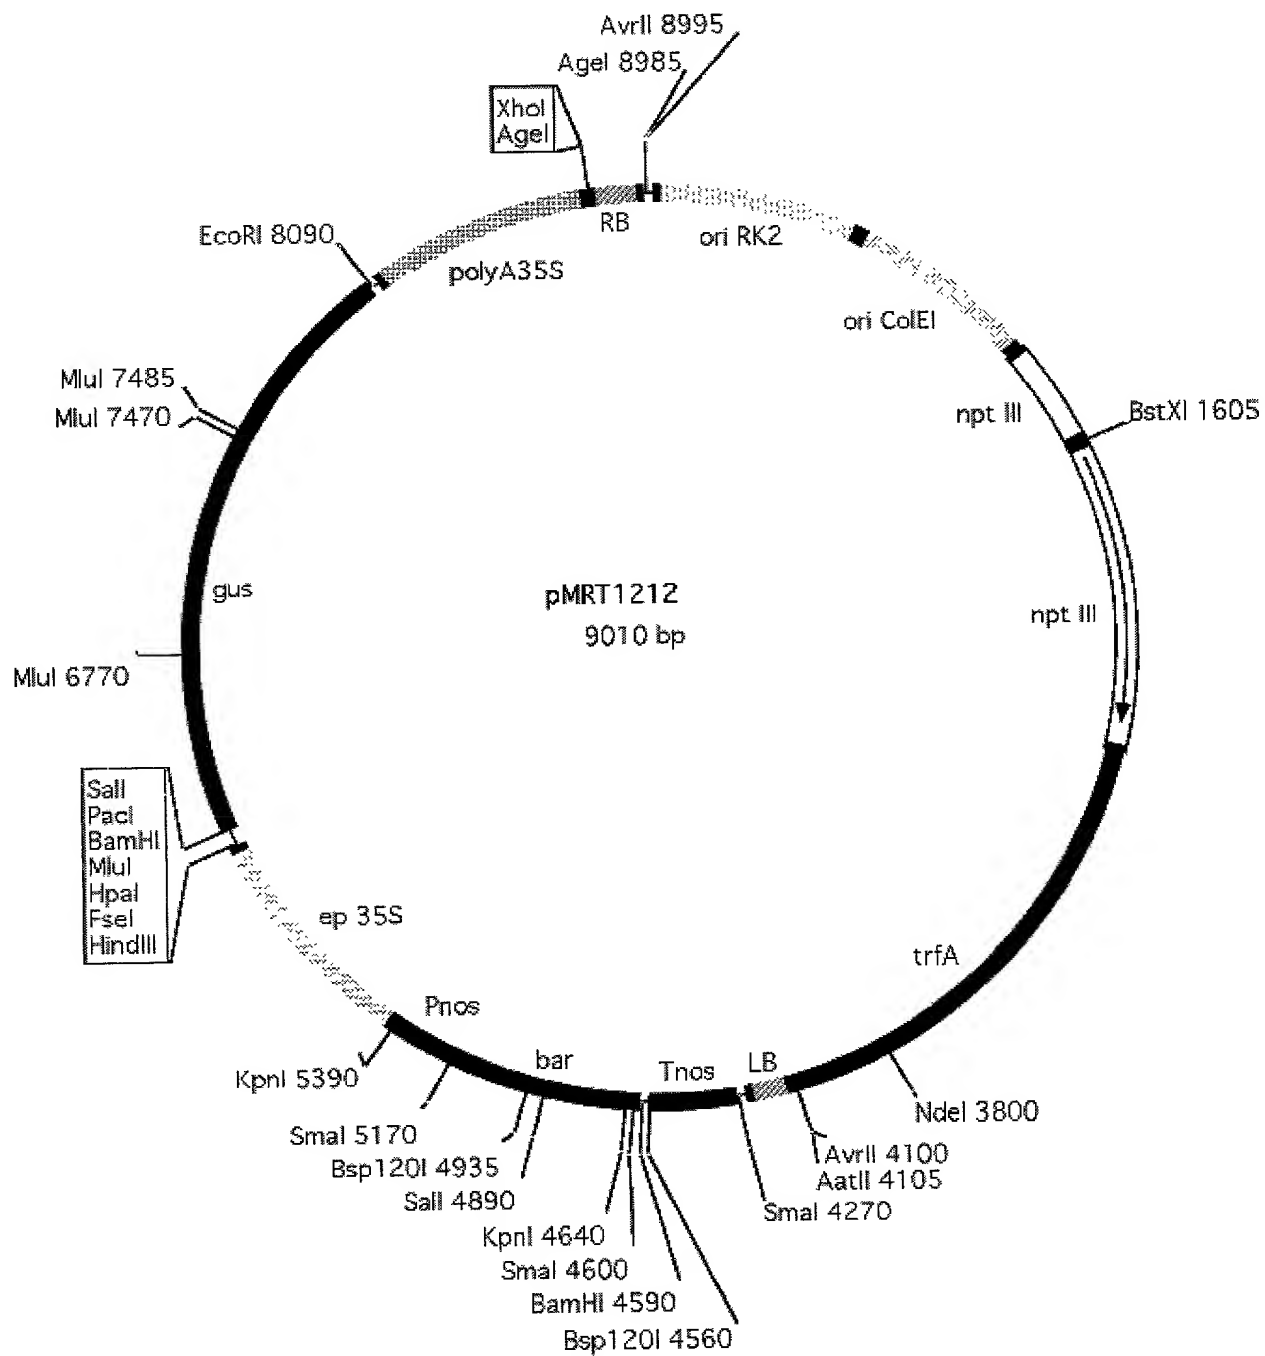 AvrII 8995
AgeI 8985
XhoI
AgeI
RB
ori RK2
EcoRI 8090
polyA35S
ori ColEI
MluI 7485
MluI 7470
npt III
BstXI 1605
gus
pMRT1212
9010 bp
npt III
MluI 6770
SalI
PacI
BamHI
MluI
HpaI
FseI
HindIII
ep 35S
trfA
Pnos
bar
Tnos
LB
KpnI 5390
NdeI 3800
SmaI 5170
AvrII 4100
Bsp120I 4935
AatII 4105
SalI 4890
SmaI 4270
KpnI 4640
SmaI 4600
BamHI 4590
Bsp120I 4560